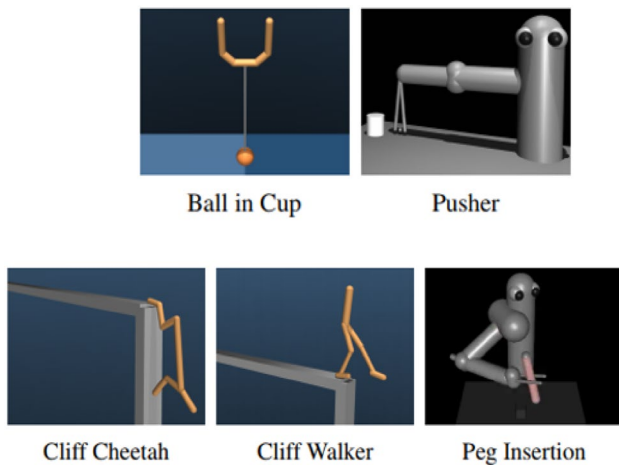 Ball in Cup
Pusher
Cliff Cheetah
Cliff Walker
Peg Insertion